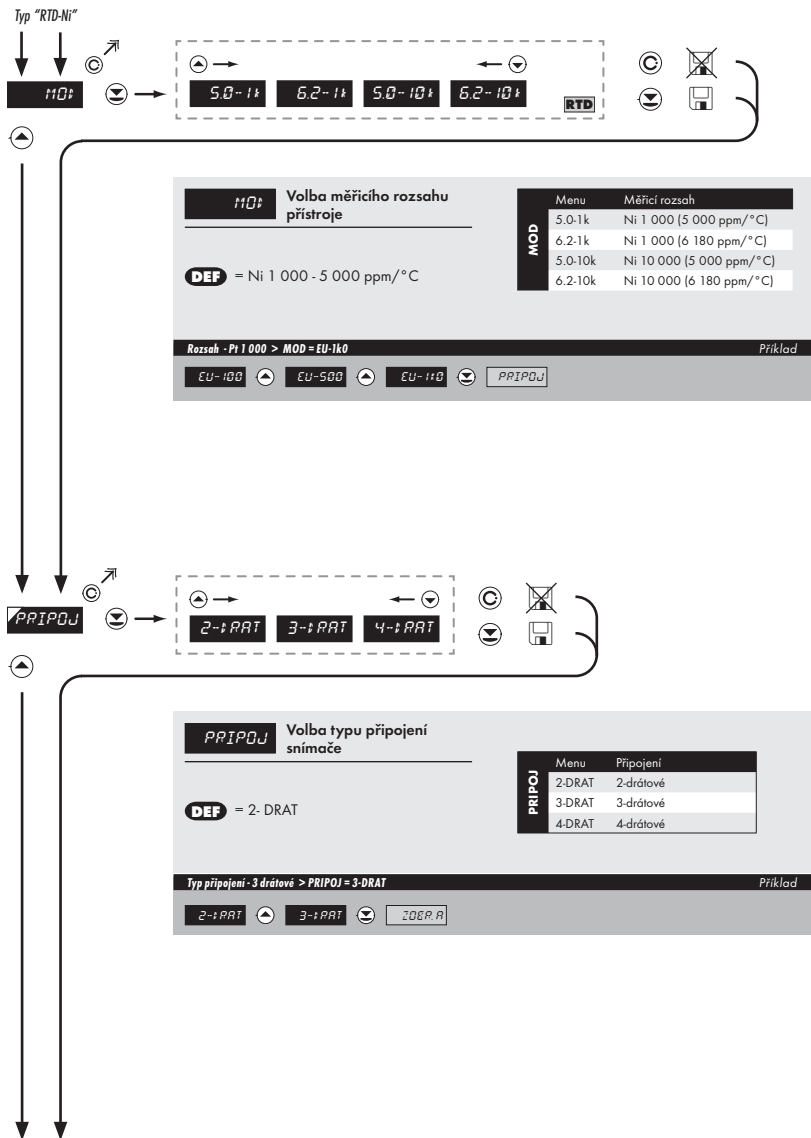 Typ "RTD-Ni"
MOD
5.0-1k 6.2-1k 5.0-10k 6.2-10k
RTD
MOD Volba měřicího rozsahu
přístroje
DEF = Ni 1 000 - 5 000 ppm/°C
MOD
Menu Měřicí rozsah
5.0-1k Ni 1 000 (5 000 ppm/°C)
6.2-1k Ni 1 000 (6 180 ppm/°C)
5.0-10k Ni 10 000 (5 000 ppm/°C)
6.2-10k Ni 10 000 (6 180 ppm/°C)
Rozsah - Pt 1 000 > MOD = EU-1k0 Příklad
EU-100 EU-500 EU-1k0 PRIPOJ
PRIPOJ
2-DRAT 3-DRAT 4-DRAT
PRIPOJ Volba typu připojení
snímače
DEF = 2- DRAT
PRIPOJ
Menu Připojení
2-DRAT 2-drátové
3-DRAT 3-drátové
4-DRAT 4-drátové
Typ připojení - 3 drátové > PRIPOJ = 3-DRAT Příklad
2-DRAT 3-DRAT ZOBR. A